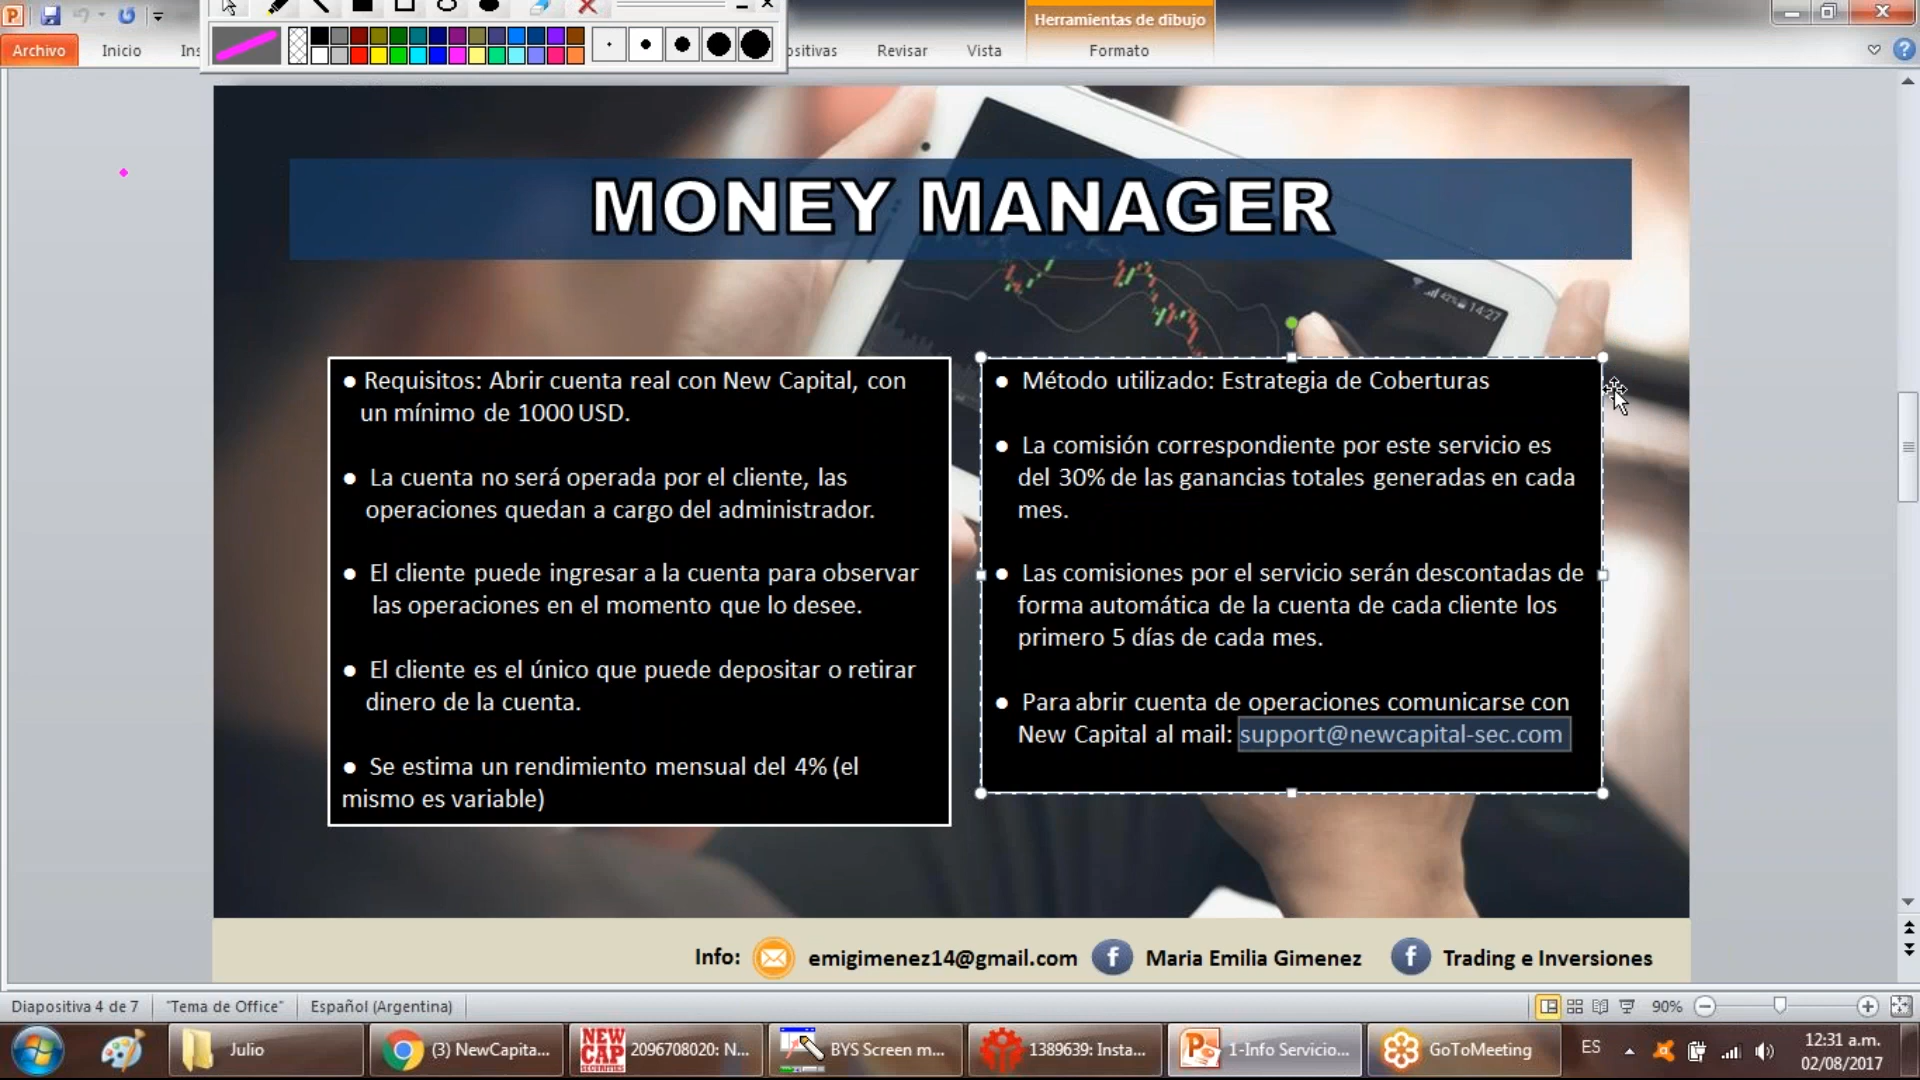 Herramientas de dibujo
Archivo
Inicio
Ins
ositivas
Revisar
Vista
Formato
MONEY MANAGER
42% 14:27
● Requisitos: Abrir cuenta real con New Capital, con
un mínimo de 1000 USD.
● La cuenta no será operada por el cliente, las
operaciones quedan a cargo del administrador.
● El cliente puede ingresar a la cuenta para observar
las operaciones en el momento que lo desee.
● El cliente es el único que puede depositar o retirar
dinero de la cuenta.
● Se estima un rendimiento mensual del 4% (el
mismo es variable)
● Método utilizado: Estrategia de Coberturas
● La comisión correspondiente por este servicio es
del 30% de las ganancias totales generadas en cada
mes.
● Las comisiones por el servicio serán descontadas de
forma automática de la cuenta de cada cliente los
primero 5 días de cada mes.
● Para abrir cuenta de operaciones comunicarse con
New Capital al mail: support@newcapital-sec.com
Info: emigimenez14@gmail.com Maria Emilia Gimenez Trading e Inversiones
Diapositiva 4 de 7 "Tema de Office" Español (Argentina) 90%
Julio
(3) NewCapita...
NEW CAP SECURITIES
2096708020: N...
BYS Screen m...
1389639: Insta...
1-Info Servicio...
GoToMeeting
ES
12:31 a.m.
02/08/2017